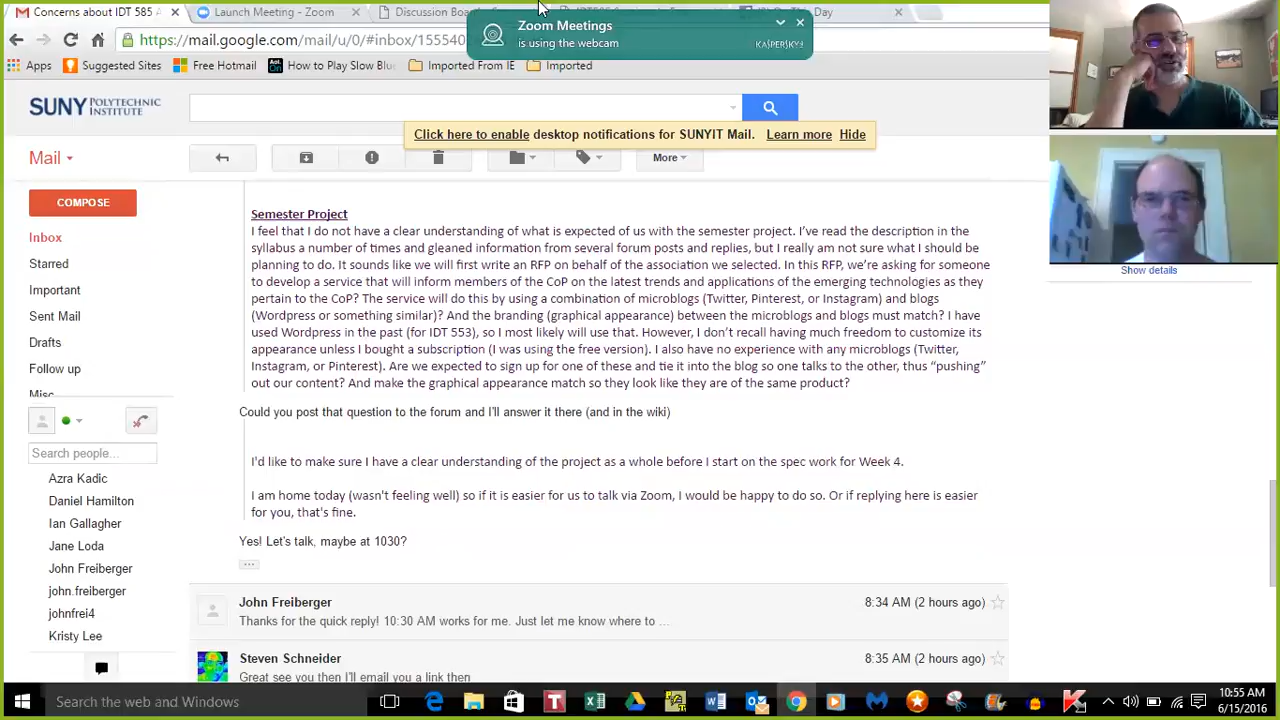 Concerns about IDT 585 A
Launch Meeting - Zoom
Discussion Board
Day
Zoom Meetings
is using the webcam
KASPERSKY
https://mail.google.com/mail/u/0/#inbox/155540
Apps
Suggested Sites
Free Hotmail
How to Play Slow Blue
Imported From IE
Imported
SUNY POLYTECHNIC
INSTITUTE
Click here to enable desktop notifications for SUNYIT Mail. Learn more Hide
Mail
More
COMPOSE
Inbox
Starred
Important
Sent Mail
Drafts
Follow up
Misc
Search people...
Azra Kadic
Daniel Hamilton
Ian Gallagher
Jane Loda
John Freiberger
john.freiberger
johnfrei4
Kristy Lee
Semester Project
I feel that I do not have a clear understanding of what is expected of us with the semester project. I've read the description in the
syllabus a number of times and gleaned information from several forum posts and replies, but I really am not sure what I should be
planning to do. It sounds like we will first write an RFP on behalf of the association we selected. In this RFP, we're asking for someone
to develop a service that will inform members of the CoP on the latest trends and applications of the emerging technologies as they
pertain to the CoP? The service will do this by using a combination of microblogs (Twitter, Pinterest, or Instagram) and blogs
(Wordpress or something similar)? And the branding (graphical appearance) between the microblogs and blogs must match? I have
used Wordpress in the past (for IDT 553), so I most likely will use that. However, I don't recall having much freedom to customize its
appearance unless I bought a subscription (I was using the free version). I also have no experience with any microblogs (Twitter,
Instagram, or Pinterest). Are we expected to sign up for one of these and tie it into the blog so one talks to the other, thus "pushing"
out our content? And make the graphical appearance match so they look like they are of the same product?
Could you post that question to the forum and I'll answer it there (and in the wiki)
I'd like to make sure I have a clear understanding of the project as a whole before I start on the spec work for Week 4.
I am home today (wasn't feeling well) so if it is easier for us to talk via Zoom, I would be happy to do so. Or if replying here is easier
for you, that's fine.
Yes! Let's talk, maybe at 1030?
...
John Freiberger
8:34 AM (2 hours ago)
Thanks for the quick reply! 10:30 AM works for me. Just let me know where to ...
Steven Schneider
8:35 AM (2 hours ago)
Great see you then I'll email you a link then
Show details
Search the web and Windows
10:55 AM
6/15/2016